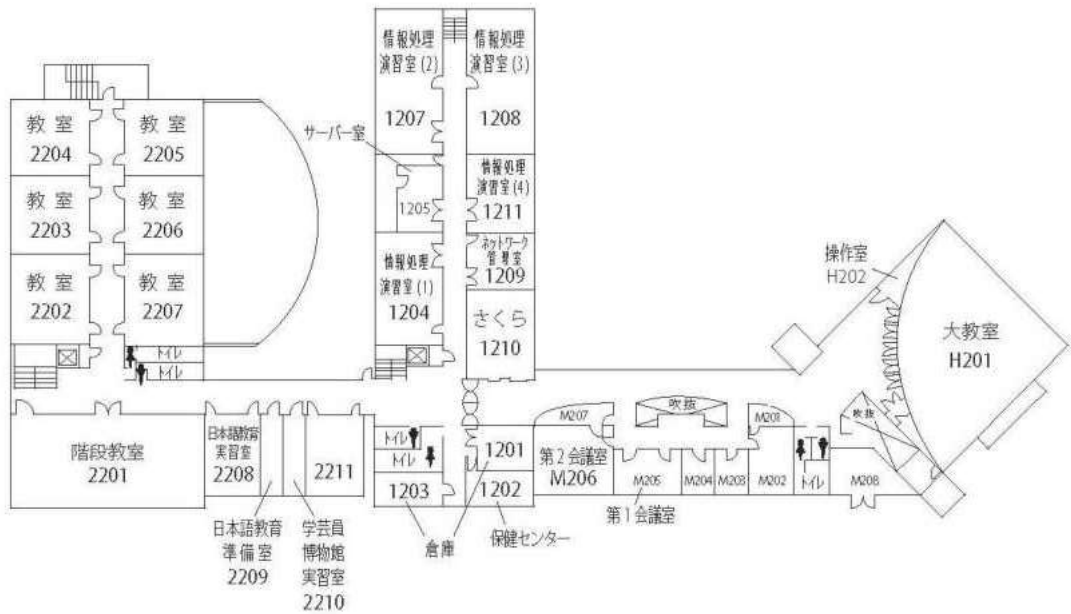 教 室
2204
教 室
2205
教 室
2203
教 室
2206
教 室
2202
教 室
2207
トイレ
トイレ
階段教室
2201
日本語教育
実習室
2208
2211
日本語教育
準備室
2209
学芸員
博物館
実習室
2210
情報処理
演習室(2)
1207
情報処理
演習室(3)
1208
サーバー室
1205
情報処理
演習室(4)
1211
ネットワーク
管理室
1209
情報処理
演習室(1)
1204
さくら
1210
トイレ
トイレ
1203
1201
1202
倉庫
保健センター
M207
第2会議室
M206
吹抜
M201
M205
第1会議室
M204
M203
M202
トイレ
M208
吹抜
操作室
H202
大教室
H201